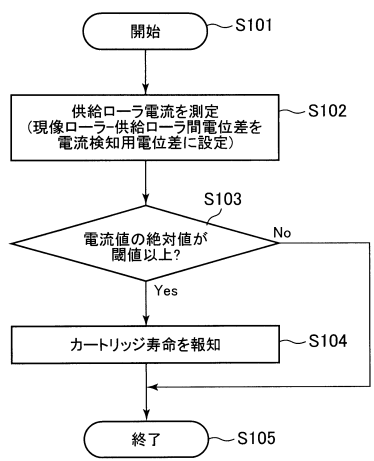 開始
S101
供給ローラ電流を測定
(現像ローラ-供給ローラ間電位差を
電流検知用電位差に設定)
S102
S103
電流値の絶対値が
閾値以上?
No
Yes
カートリッジ寿命を報知
S104
終了
S105